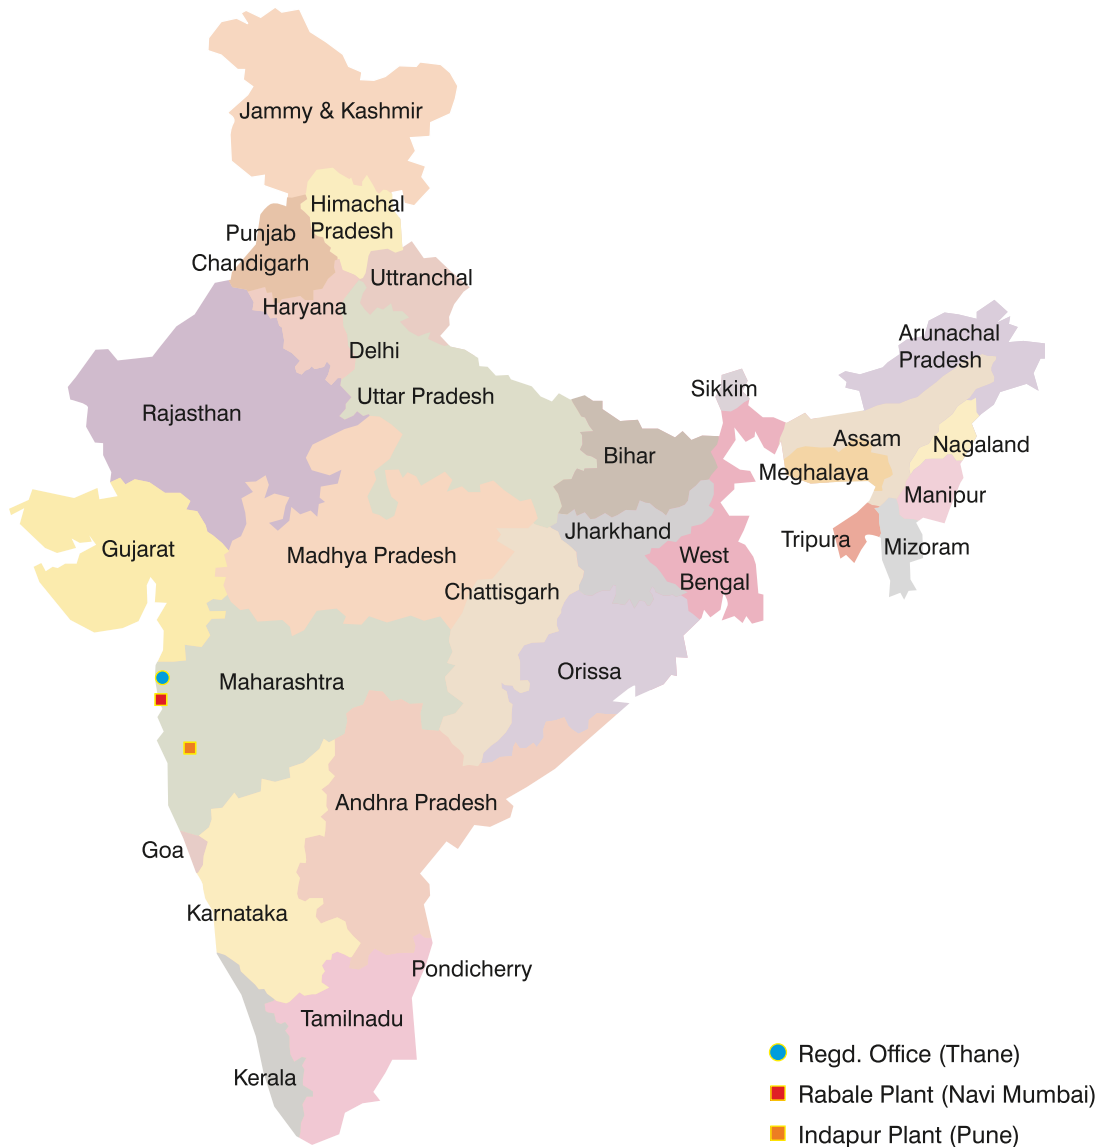 Jammy & Kashmir
Himachal
Pradesh
Punjab
Chandigarh
Uttranchal
Haryana
Delhi
Arunachal
Pradesh
Sikkim
Uttar Pradesh
Rajasthan
Assam
Nagaland
Bihar
Meghalaya
Manipur
Jharkhand
Tripura
Mizoram
Gujarat
Madhya Pradesh
West
Bengal
Chattisgarh
Orissa
Maharashtra
Andhra Pradesh
Goa
Karnataka
Pondicherry
Tamilnadu
Kerala
Regd. Office (Thane)
Rabale Plant (Navi Mumbai)
Indapur Plant (Pune)